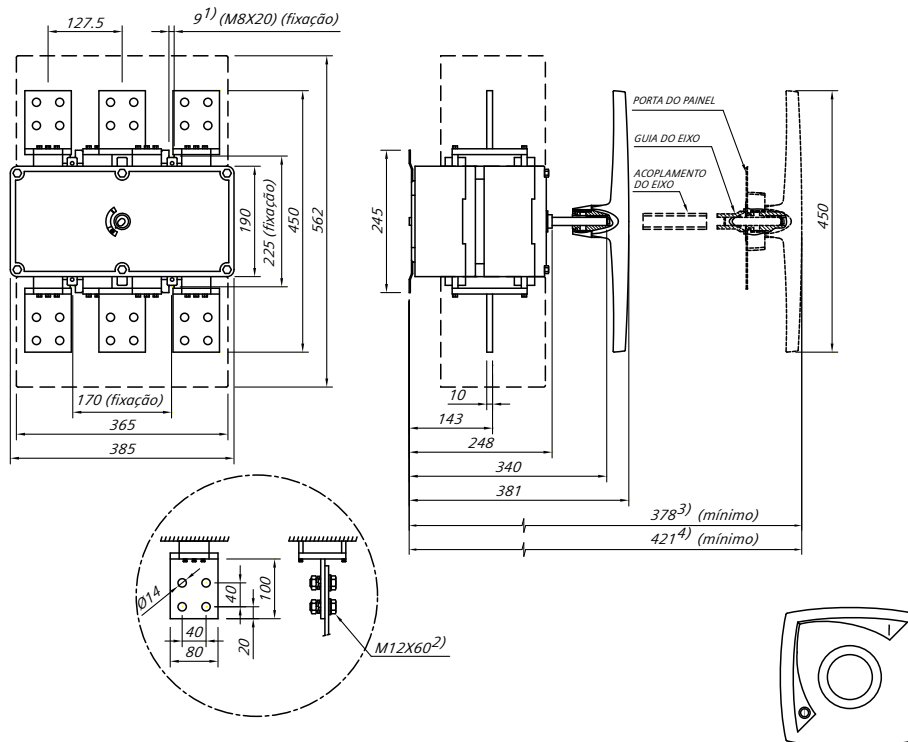 127.5
9¹⁾ (M8X20) (fixação)
190
225 (fixação)
450
562
170 (fixação)
365
385
245
10
143
248
340
381
378³⁾ (mínimo)
421⁴⁾ (mínimo)
PORTA DO PAINEL
GUIA DO EIXO
ACOPLAMENTO
DO EIXO
450
Ø14
40
100
40
20
80
M12X60²⁾
I